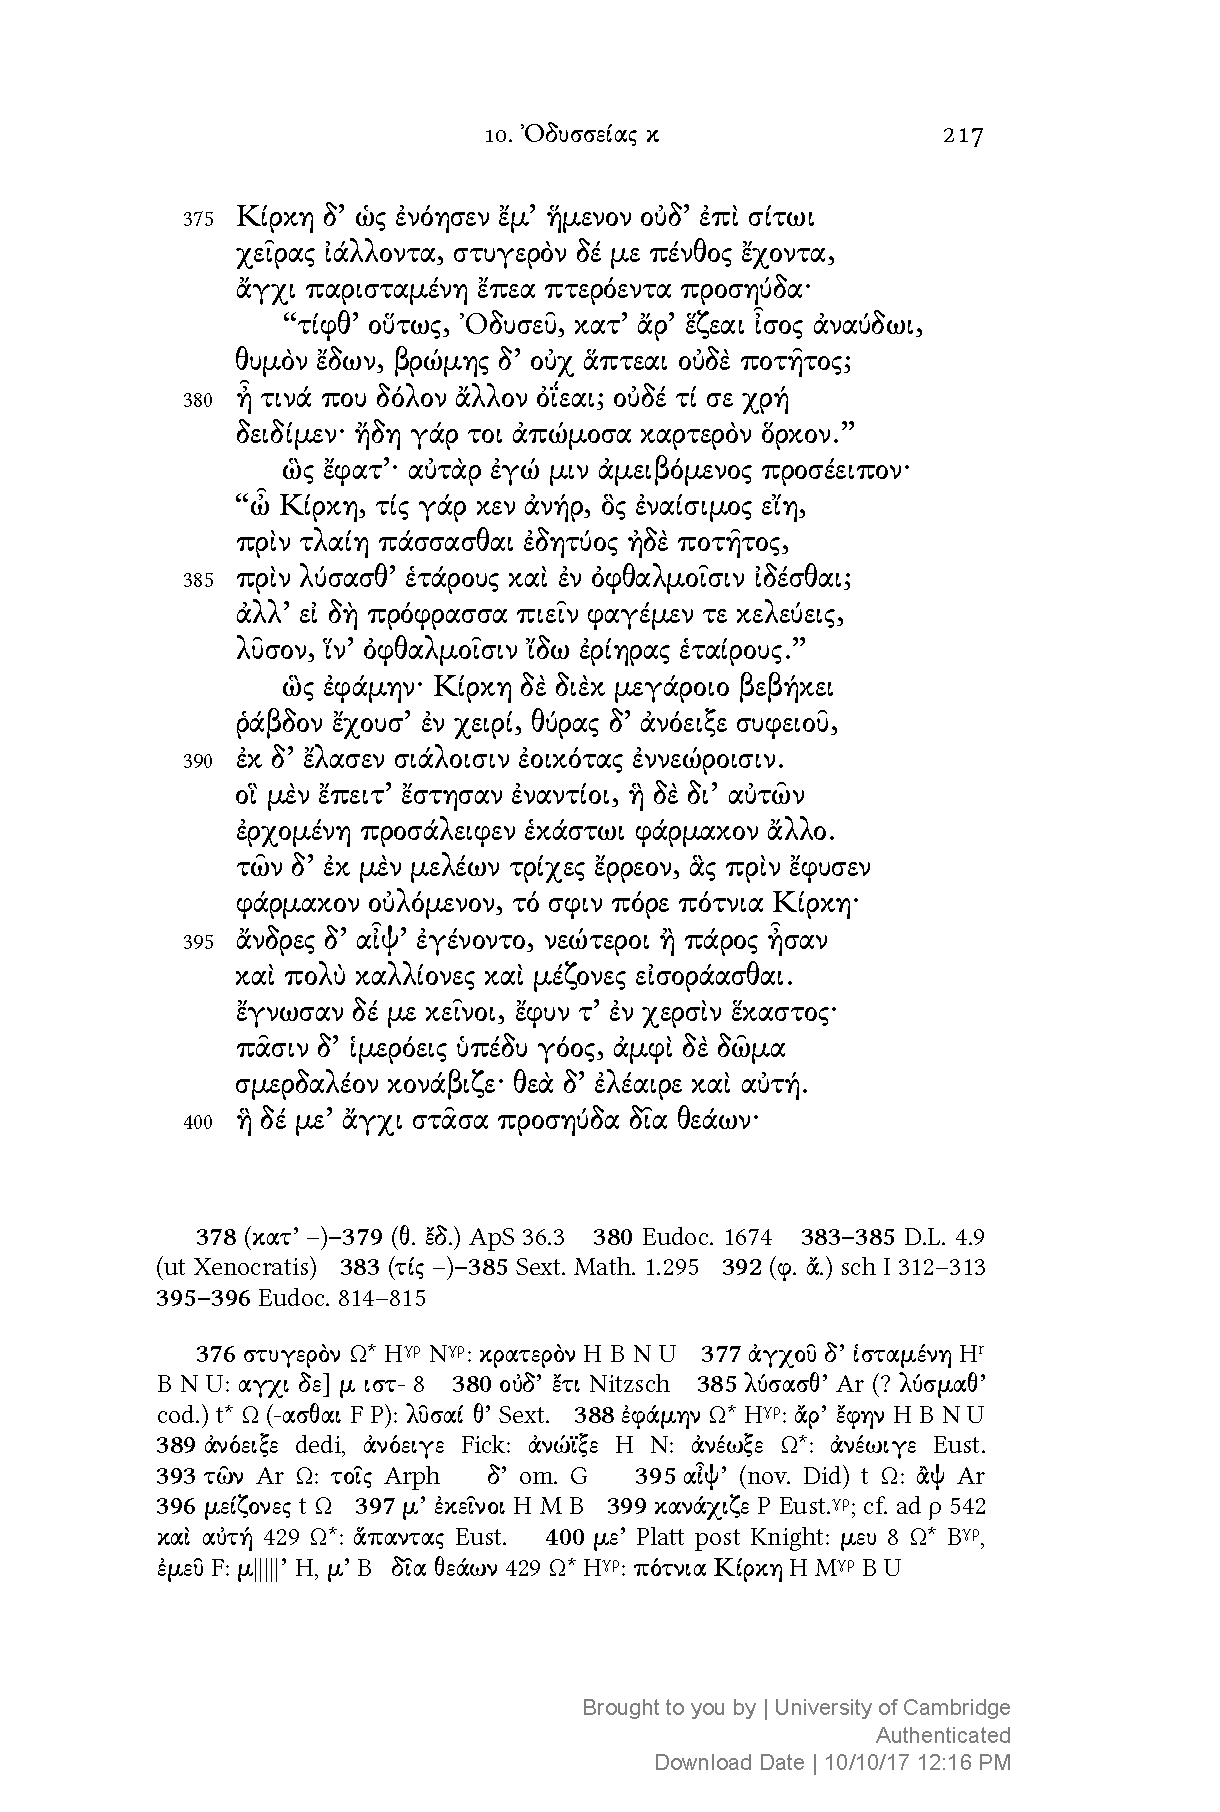 10. Ὀδυσσείας κ 217
375 Κίρκη δ’ ὡς ἐνόησεν ἔμ’ ἥμενον οὐδ’ ἐπὶ σίτωι
χεῖρας ἰάλλοντα, στυγερὸν δέ με πένθος ἔχοντα,
ἄγχι παρισταμένη ἔπεα πτερόεντα προσηύδα·
“τίφθ’ οὕτως, Ὀδυσεῦ, κατ’ ἄρ’ ἕζεαι ἶσος ἀναύδωι,
θυμὸν ἔδων, βρώμης δ’ οὐχ ἅπτεαι οὐδὲ ποτῆτος;
380 ἦ τινά που δόλον ἄλλον ὀΐεαι; οὐδέ τί σε χρή
δειδίμεν· ἤδη γάρ τοι ἀπώμοσα καρτερὸν ὅρκον.”
ὣς ἔφατ’· αὐτὰρ ἐγώ μιν ἀμειβόμενος προσέειπον·
“ὦ Κίρκη, τίς γάρ κεν ἀνήρ, ὃς ἐναίσιμος εἴη,
πρὶν τλαίη πάσσασθαι ἐδητύος ἠδὲ ποτῆτος,
385 πρὶν λύσασθ’ ἑτάρους καὶ ἐν ὀφθαλμοῖσιν ἰδέσθαι;
ἀλλ’ εἰ δὴ πρόφρασσα πιεῖν φαγέμεν τε κελεύεις,
λῦσον, ἵν’ ὀφθαλμοῖσιν ἴδω ἐρίηρας ἑταίρους.”
ὣς ἐφάμην· Κίρκη δὲ διὲκ μεγάροιο βεβήκει
ῥάβδον ἔχουσ’ ἐν χειρί, θύρας δ’ ἀνόειξε συφειοῦ,
390 ἐκ δ’ ἔλασεν σιάλοισιν ἐοικότας ἐννεώροισιν.
οἳ μὲν ἔπειτ’ ἔστησαν ἐναντίοι, ἣ δὲ δι’ αὐτῶν
ἐρχομένη προσάλειφεν ἑκάστωι φάρμακον ἄλλο.
τῶν δ’ ἐκ μὲν μελέων τρίχες ἔρρεον, ἃς πρὶν ἔφυσεν
φάρμακον οὐλόμενον, τό σφιν πόρε πότνια Κίρκη·
395 ἄνδρες δ’ αἶψ’ ἐγένοντο, νεώτεροι ἢ πάρος ἦσαν
καὶ πολὺ καλλίονες καὶ μέζονες εἰσοράασθαι.
ἔγνωσαν δέ με κεῖνοι, ἔφυν τ’ ἐν χερσὶν ἕκαστος·
πᾶσιν δ’ ἱμερόεις ὑπέδυ γόος, ἀμφὶ δὲ δῶμα
σμερδαλέον κονάβιζε· θεὰ δ’ ἐλέαιρε καὶ αὐτή.
400 ἣ δέ με’ ἄγχι στᾶσα προσηύδα δῖα θεάων·
378 (κατ’ –)–379 (θ. ἔδ.) ApS 36.3 380 Eudoc. 1674 383–385 D.L. 4.9
(ut Xenocratis) 383 (τίς –)–385 Sext. Math. 1.295 392 (φ. ἄ.) sch I 312–313
395–396 Eudoc. 814–815
376 στυγερὸν Ω* Hᵞᵖ Nᵞᵖ: κρατερὸν H B N U 377 ἀγχοῦ δ’ ἱσταμένη Hʳ
B N U: αγχι δε] μ ιστ- 8 380 οὐδ’ ἔτι Nitzsch 385 λύσασθ’ Ar (? λύσμαθ’
cod.) t* Ω (-ασθαι F P): λῦσαί θ’ Sext. 388 ἐφάμην Ω* Hᵞᵖ: ἄρ’ ἔφην H B N U
389 ἀνόειξε dedi, ἀνόειγε Fick: ἀνώϊξε H N: ἀνέωξε Ω*: ἀνέωιγε Eust.
393 τῶν Ar Ω: τοῖς Arph δ’ om. G 395 αἶψ’ (nov. Did) t Ω: ἂψ Ar
396 μείζονες t Ω 397 μ’ ἐκεῖνοι H M B 399 κανάχιζε P Eust.ᵞᵖ; cf. ad ρ 542
καὶ αὐτή 429 Ω*: ἅπαντας Eust. 400 με’ Platt post Knight: μευ 8 Ω* Bᵞᵖ,
ἐμεῦ F: μ|||||’ H, μ’ B δῖα θεάων 429 Ω* Hᵞᵖ: πότνια Κίρκη H Mᵞᵖ B U
Brought to you by | University of Cambridge
Authenticated
Download Date | 10/10/17 12:16 PM